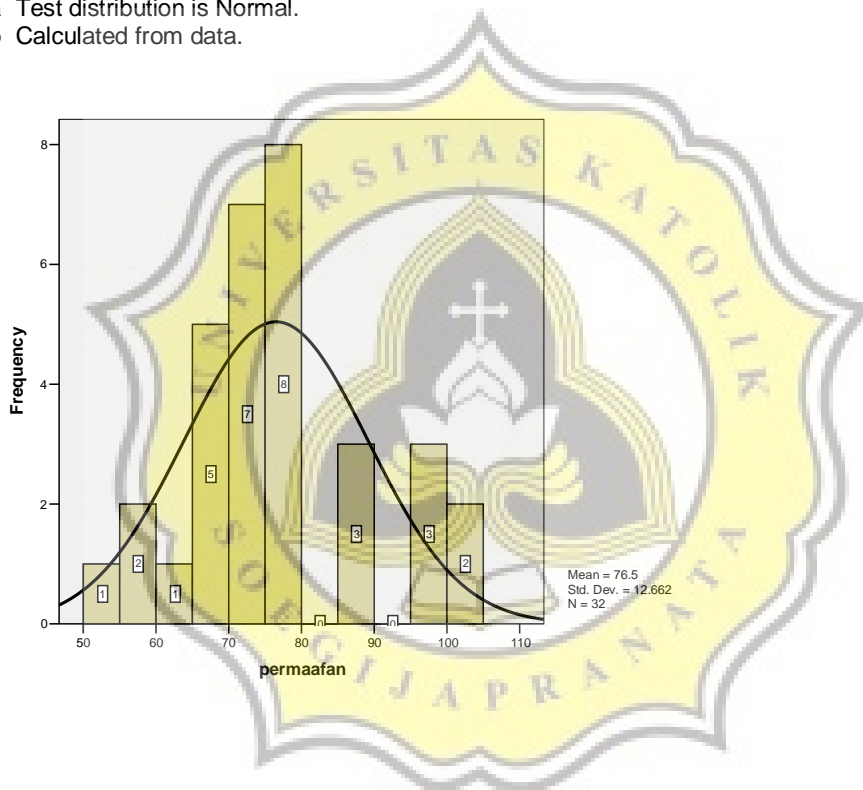 Test distribution is Normal.
Calculated from data.
UNIVERSITAS KATOLIK
8
6
4
2
0
Frequency
1
2
1
5
7
8
0
3
0
3
2
50 60 70 80 90 100 110
permaafan
Mean = 76.5
Std. Dev. = 12.662
N = 32
SOEGIJAPRANATA